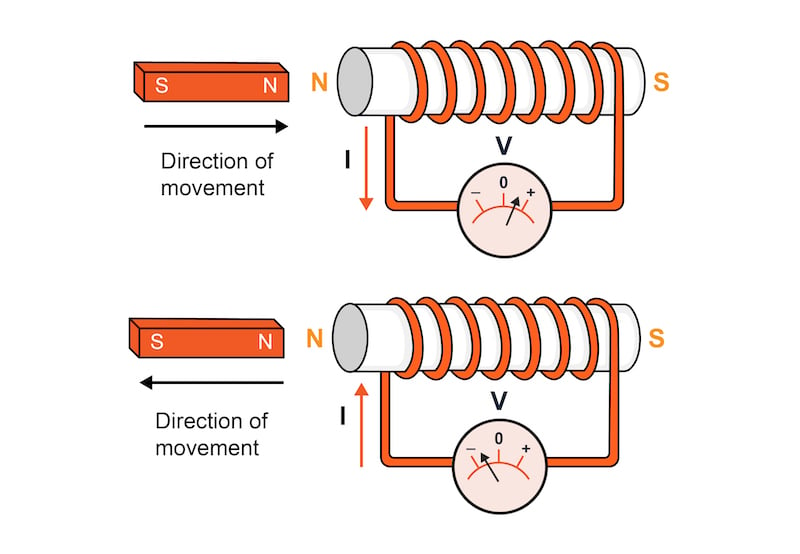 S N
N
S
I
V
– 0 +
Direction of
movement
S N
N
S
I
V
– 0 +
Direction of
movement